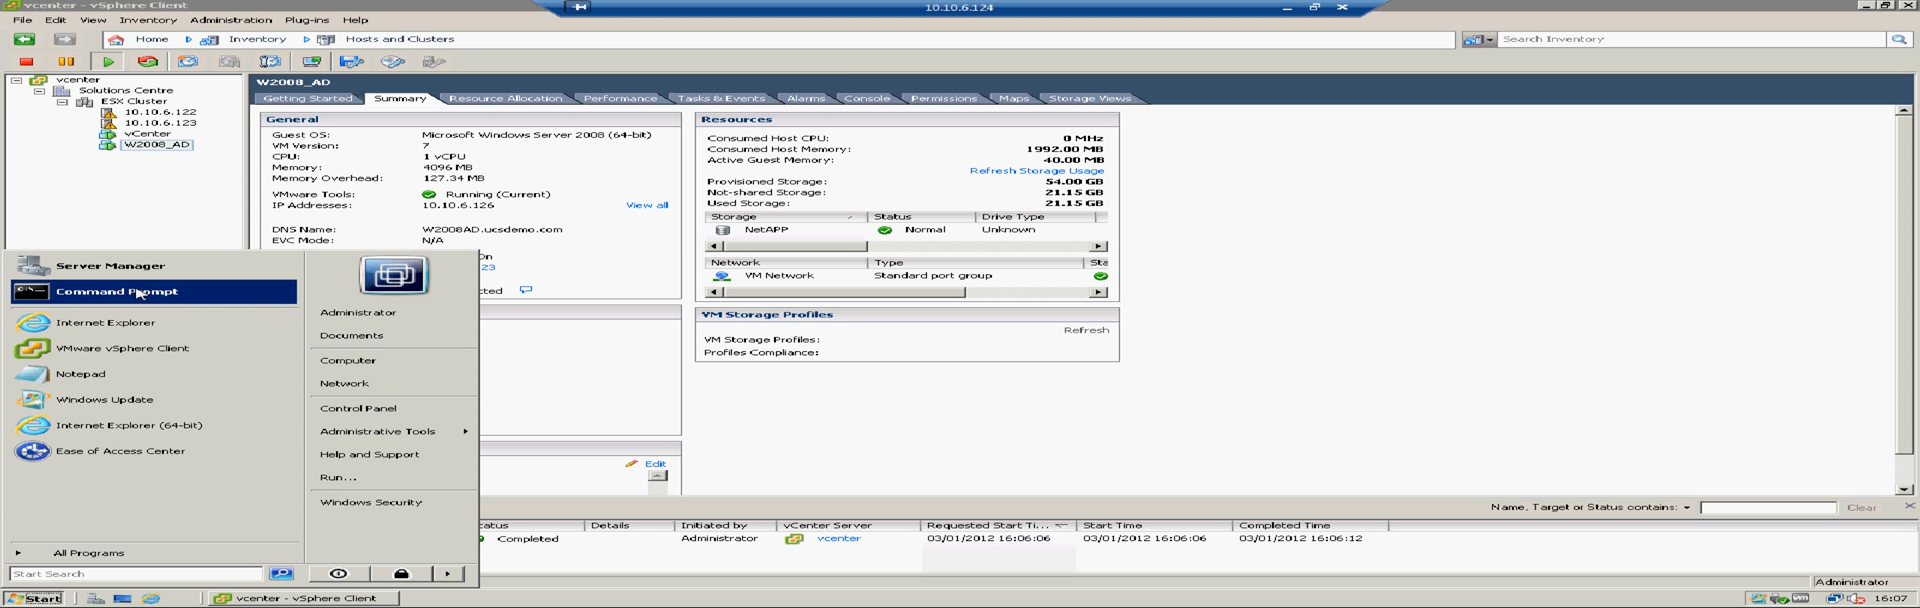 vcenter - vSphere Client
10.10.6.124
File Edit View Inventory Administration Plug-ins Help
Home Inventory Hosts and Clusters
Search Inventory
vcenter
Solutions Centre
ESX Cluster
10.10.6.122
10.10.6.123
vCenter
W2008_AD
W2008_AD
Getting Started Summary Resource Allocation Performance Tasks & Events Alarms Console Permissions Maps Storage Views
General
Guest OS: Microsoft Windows Server 2008 (64-bit)
VM Version: 7
CPU: 1 vCPU
Memory: 4096 MB
Memory Overhead: 127.34 MB
VMware Tools: Running (Current)
IP Addresses: 10.10.6.126 View all
DNS Name: W2008AD.ucsdemo.com
EVC Mode: N/A
On
23
cted
Edit
Resources
Consumed Host CPU: 0 MHz
Consumed Host Memory: 1992.00 MB
Active Guest Memory: 40.00 MB
Refresh Storage Usage
Provisioned Storage: 54.00 GB
Not-shared Storage: 21.15 GB
Used Storage: 21.15 GB
Storage Status Drive Type
NetAPP Normal Unknown
Network Type Sta
VM Network Standard port group
VM Storage Profiles
Refresh
VM Storage Profiles:
Profiles Compliance:
Server Manager
Command Prompt
Internet Explorer
VMware vSphere Client
Notepad
Windows Update
Internet Explorer (64-bit)
Ease of Access Center
All Programs
Start Search
Administrator
Documents
Computer
Network
Control Panel
Administrative Tools
Help and Support
Run...
Windows Security
Name, Target or Status contains: Clear
atus Details Initiated by vCenter Server Requested Start Ti... Start Time Completed Time
Completed Administrator vcenter 03/01/2012 16:06:06 03/01/2012 16:06:06 03/01/2012 16:06:12
Administrator
Start vcenter - vSphere Client 16:07